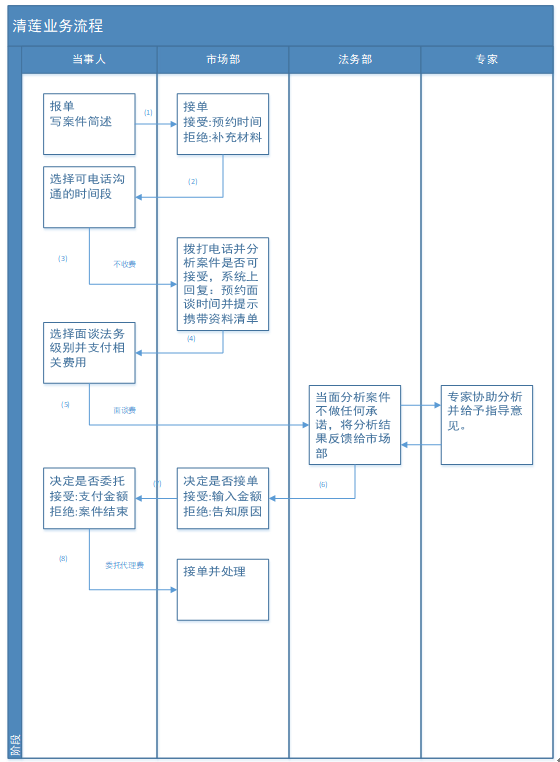 清莲业务流程
当事人
市场部
法务部
专家
报单
写案件简述
(1)
接单
接受:预约时间
拒绝:补充材料
(2)
选择可电话沟
通的时间段
(3)
不收费
拨打电话并分
析案件是否可
接受，系统上
回复：预约面
谈时间并提示
携带资料清单
(4)
选择面谈法务
级别并支付相
关费用
(5)
面谈费
当面分析案件
不做任何承
诺，将分析结
果反馈给市场
部
专家协助分析
并给予指导意
见。
(6)
决定是否接单
接受:输入金额
拒绝:告知原因
(7)
决定是否委托
接受:支付金额
拒绝:案件结束
(8)
委托代理费
接单并处理
阶段